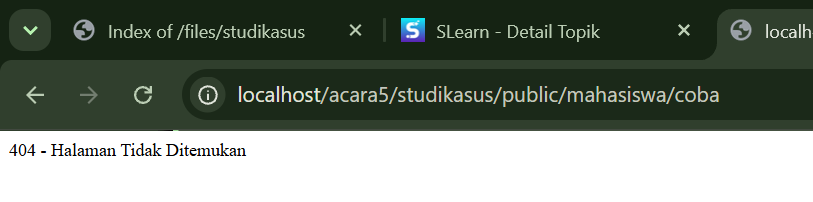 Index of /files/studikasus
SLearn - Detail Topik
localh
localhost/acara5/studikasus/public/mahasiswa/coba
404 - Halaman Tidak Ditemukan